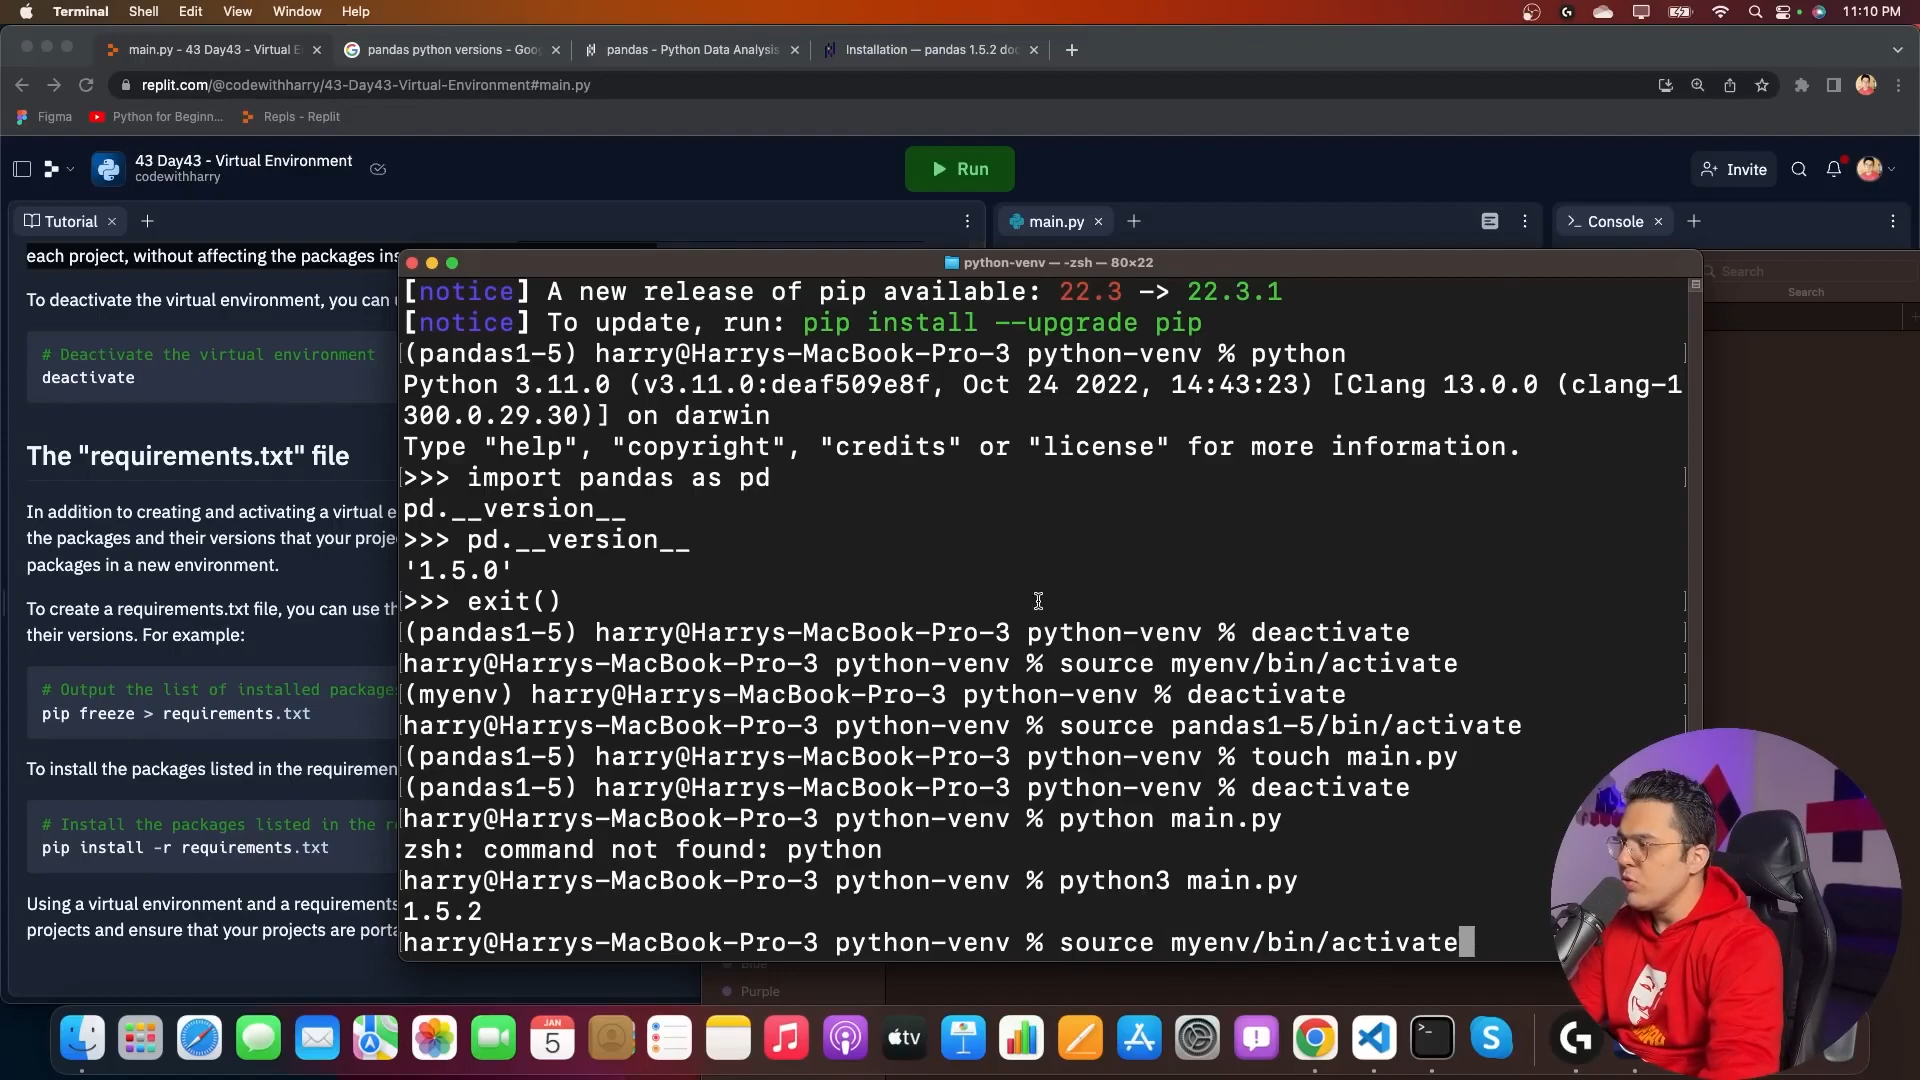 Terminal Shell Edit View Window Help 11:10 PM
main.py - 43 Day43 - Virtual E
pandas python versions - Goo
pandas - Python Data Analysis
Installation — pandas 1.5.2 doc
replit.com/@codewithharry/43-Day43-Virtual-Environment#main.py
Figma Python for Beginn... Repls - Replit
43 Day43 - Virtual Environment
codewithharry
Run
Invite
Tutorial
main.py
Console
each project, without affecting the packages ins
To deactivate the virtual environment, you can u
# Deactivate the virtual environment
deactivate
The "requirements.txt" file
In addition to creating and activating a virtual e
the packages and their versions that your proje
packages in a new environment.
To create a requirements.txt file, you can use th
their versions. For example:
# Output the list of installed package
pip freeze > requirements.txt
To install the packages listed in the requiremen
# Install the packages listed in the r
pip install -r requirements.txt
Using a virtual environment and a requirements
projects and ensure that your projects are porta
python-venv — -zsh — 80×22
[notice] A new release of pip available: 22.3 -> 22.3.1
[notice] To update, run: pip install --upgrade pip
(pandas1-5) harry@Harrys-MacBook-Pro-3 python-venv % python
Python 3.11.0 (v3.11.0:deaf509e8f, Oct 24 2022, 14:43:23) [Clang 13.0.0 (clang-1
300.0.29.30)] on darwin
Type "help", "copyright", "credits" or "license" for more information.
>>> import pandas as pd
pd.__version__
>>> pd.__version__
'1.5.0'
>>> exit()
(pandas1-5) harry@Harrys-MacBook-Pro-3 python-venv % deactivate
harry@Harrys-MacBook-Pro-3 python-venv % source myenv/bin/activate
(myenv) harry@Harrys-MacBook-Pro-3 python-venv % deactivate
harry@Harrys-MacBook-Pro-3 python-venv % source pandas1-5/bin/activate
(pandas1-5) harry@Harrys-MacBook-Pro-3 python-venv % touch main.py
(pandas1-5) harry@Harrys-MacBook-Pro-3 python-venv % deactivate
harry@Harrys-MacBook-Pro-3 python-venv % python main.py
zsh: command not found: python
harry@Harrys-MacBook-Pro-3 python-venv % python3 main.py
1.5.2
harry@Harrys-MacBook-Pro-3 python-venv % source myenv/bin/activate
Search
Search
Blue
Purple
JAN
5
tv